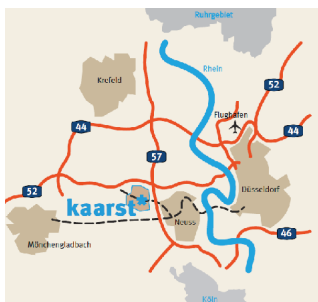 Ruhrgebiet
Rhein
Krefeld
52
Flughafen
44
44
57
52
kaarst*
Düsseldorf
Neuss
Mönchengladbach
46
Köln